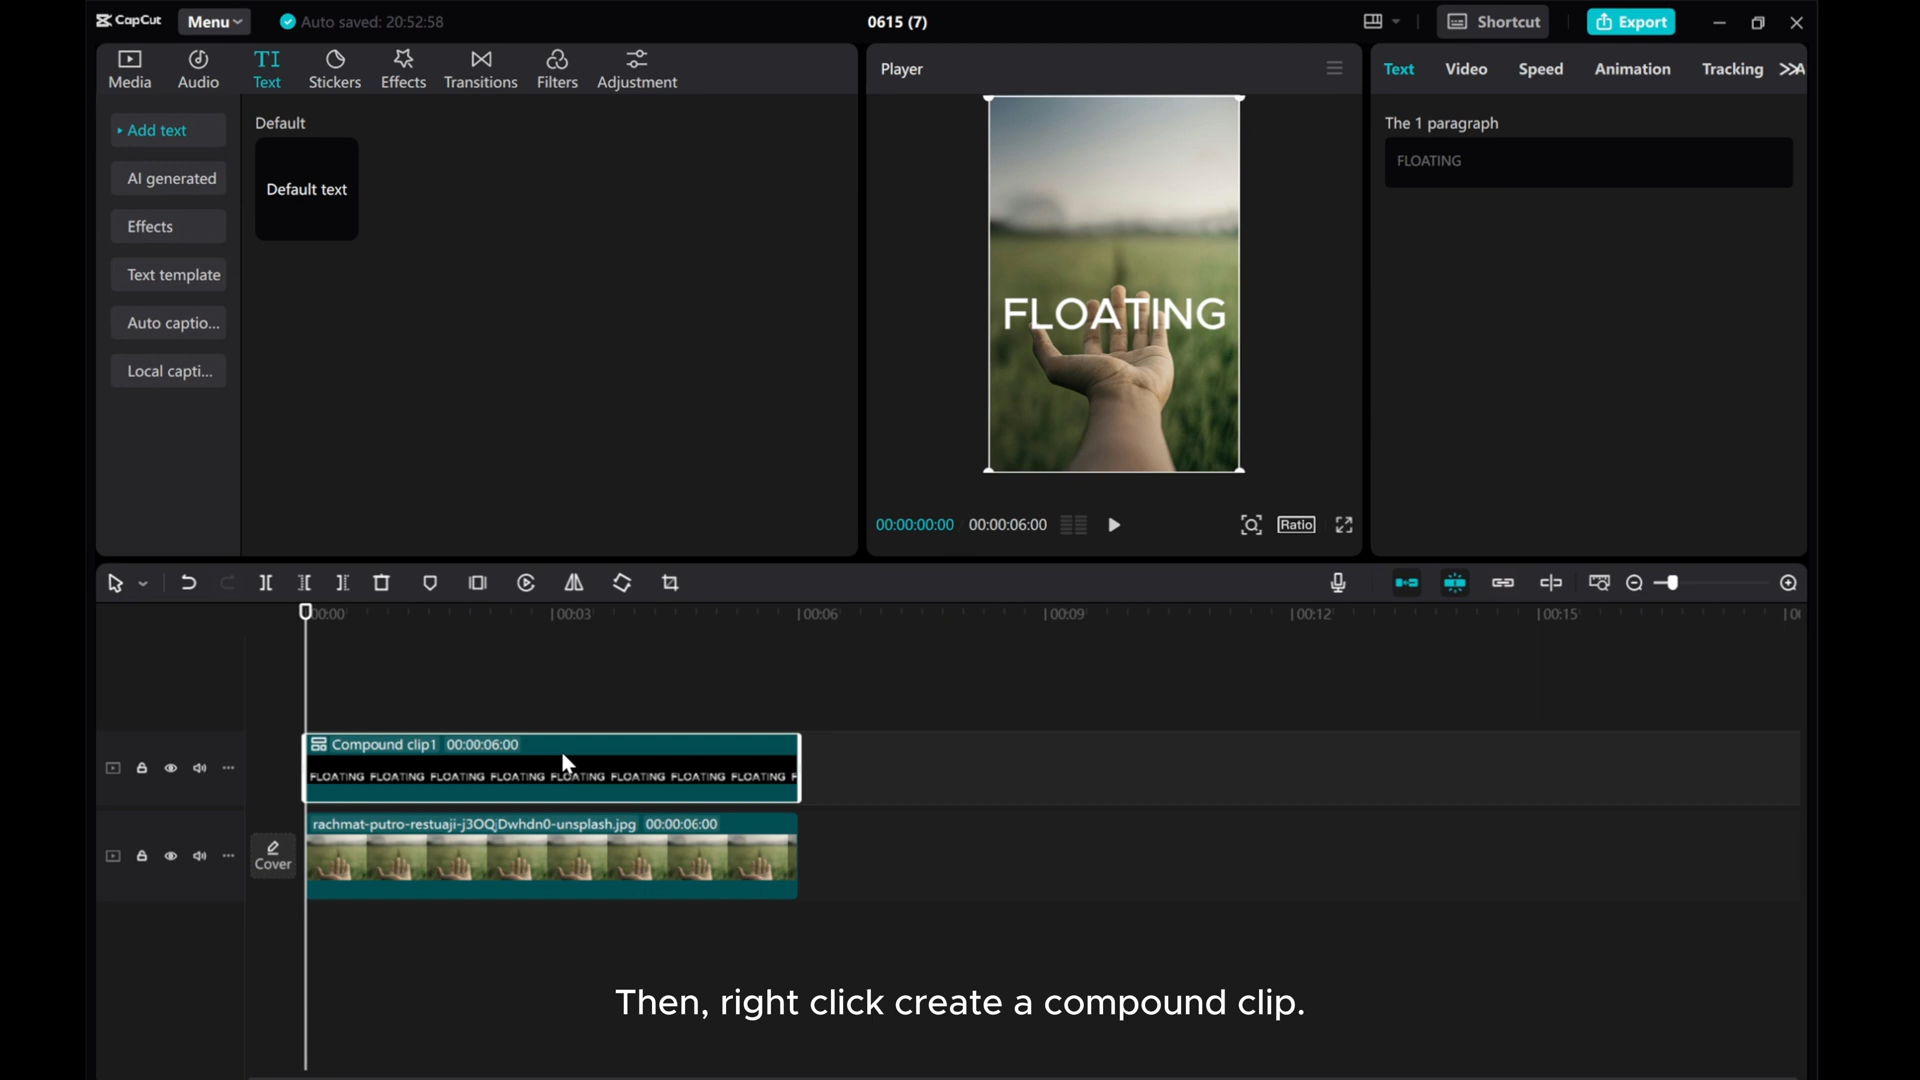 CapCut
Menu
Auto saved: 20:52:58
0615 (7)
Shortcut
Export
Media
Audio
TI
Text
Stickers
Effects
Transitions
Filters
Adjustment
Player
Text
Video
Speed
Animation
Tracking
Add text
AI generated
Effects
Text template
Auto captio...
Local capti...
Default
Default text
FLOATING
The 1 paragraph
FLOATING
00:00:00:00
00:00:06:00
Ratio
00:00
00:03
00:06
00:09
00:12
00:15
Compound clip1 00:00:06:00
FLOATING FLOATING FLOATING FLOATING FLOATING FLOATING FLOATING FLOATING F
Cover
rachmat-putro-restuaji-j3OQjDwhdn0-unsplash.jpg 00:00:06:00
Then, right click create a compound clip.